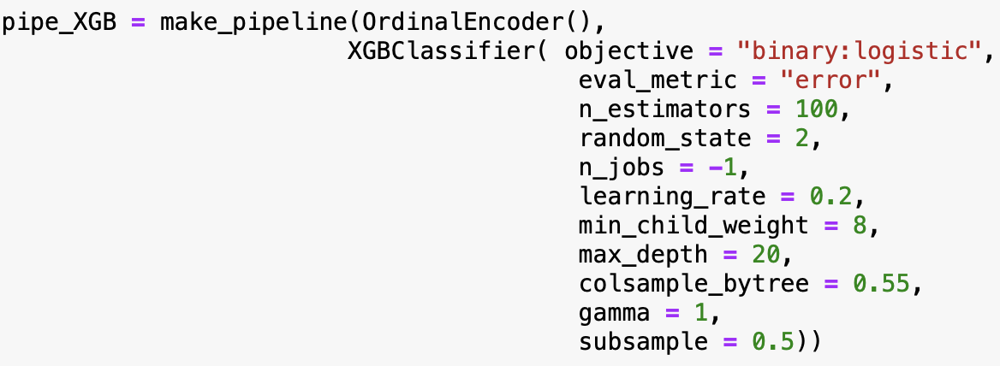 pipe_XGB = make_pipeline(OrdinalEncoder(),
XGBClassifier( objective = "binary:logistic",
eval_metric = "error",
n_estimators = 100,
random_state = 2,
n_jobs = -1,
learning_rate = 0.2,
min_child_weight = 8,
max_depth = 20,
colsample_bytree = 0.55,
gamma = 1,
subsample = 0.5))